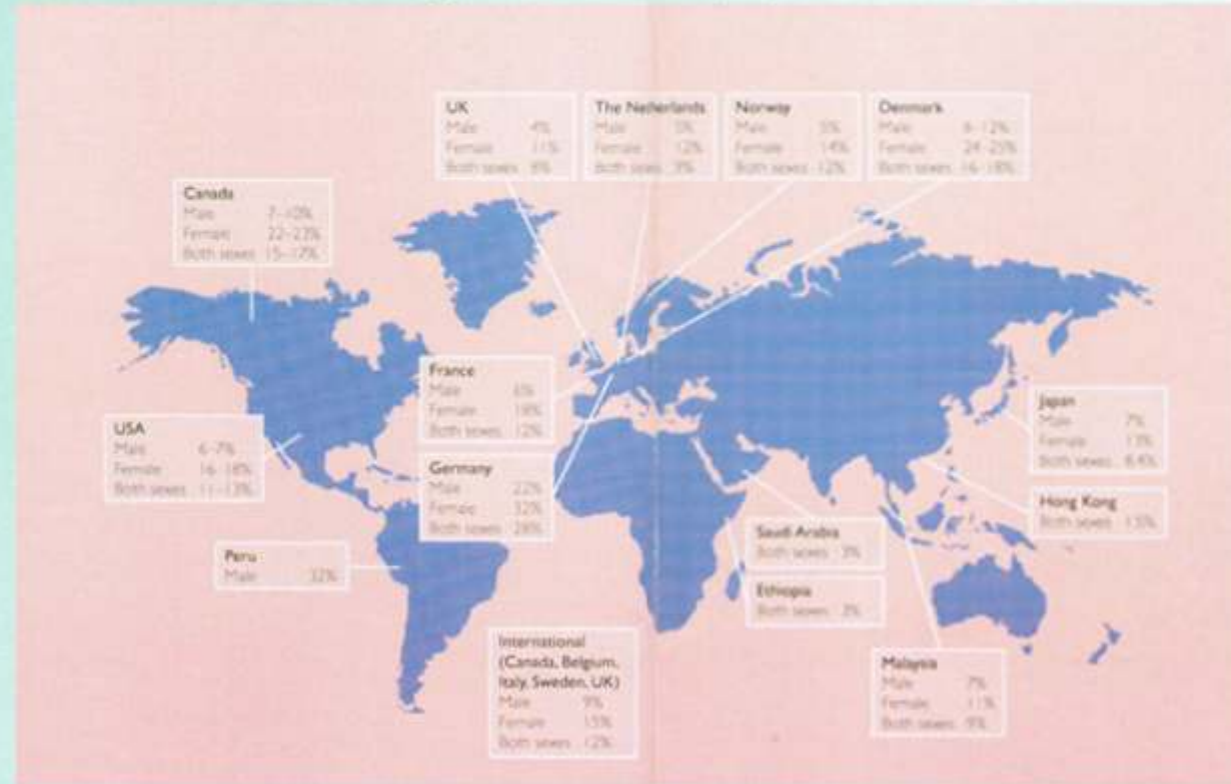 UK
Male 4%
Female 11%
Both sexes 8%
The Netherlands
Male 5%
Female 12%
Both sexes 9%
Norway
Male 5%
Female 14%
Both sexes 12%
Denmark
Male 6–12%
Female 24–25%
Both sexes 16–18%
Canada
Male 7–10%
Female 22–23%
Both sexes 15–17%
France
Male 6%
Female 18%
Both sexes 12%
USA
Male 6–7%
Female 16–18%
Both sexes 11–13%
Germany
Male 22%
Female 32%
Both sexes 28%
Japan
Male 7%
Female 13%
Both sexes 8.4%
Hong Kong
Both sexes 1.5%
Saudi Arabia
Both sexes 3%
Peru
Male 32%
Ethiopia
Both sexes 3%
International
(Canada, Belgium,
Italy, Sweden, UK)
Male 9%
Female 15%
Both sexes 12%
Malaysia
Male 7%
Female 11%
Both sexes 9%